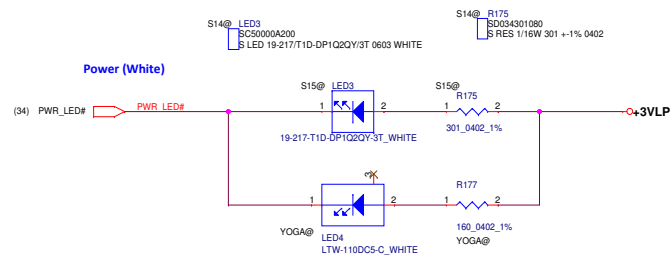 S14@ LED3
SC50000A200
S LED 19-217/T1D-DP1Q2QY/3T 0603 WHITE
S14@ R175
SD034301080
S RES 1/16W 301 +-1% 0402
Power (White)
S15@ LED3
S15@
R175
(34) PWR_LED#
PWR_LED#
1
2
1
2
+3VLP
19-217-T1D-DP1Q2QY-3T_WHITE
301_0402_1%
3
R177
1
2
1
2
YOGA@
LED4
LTW-110DC5-C_WHITE
160_0402_1%
YOGA@